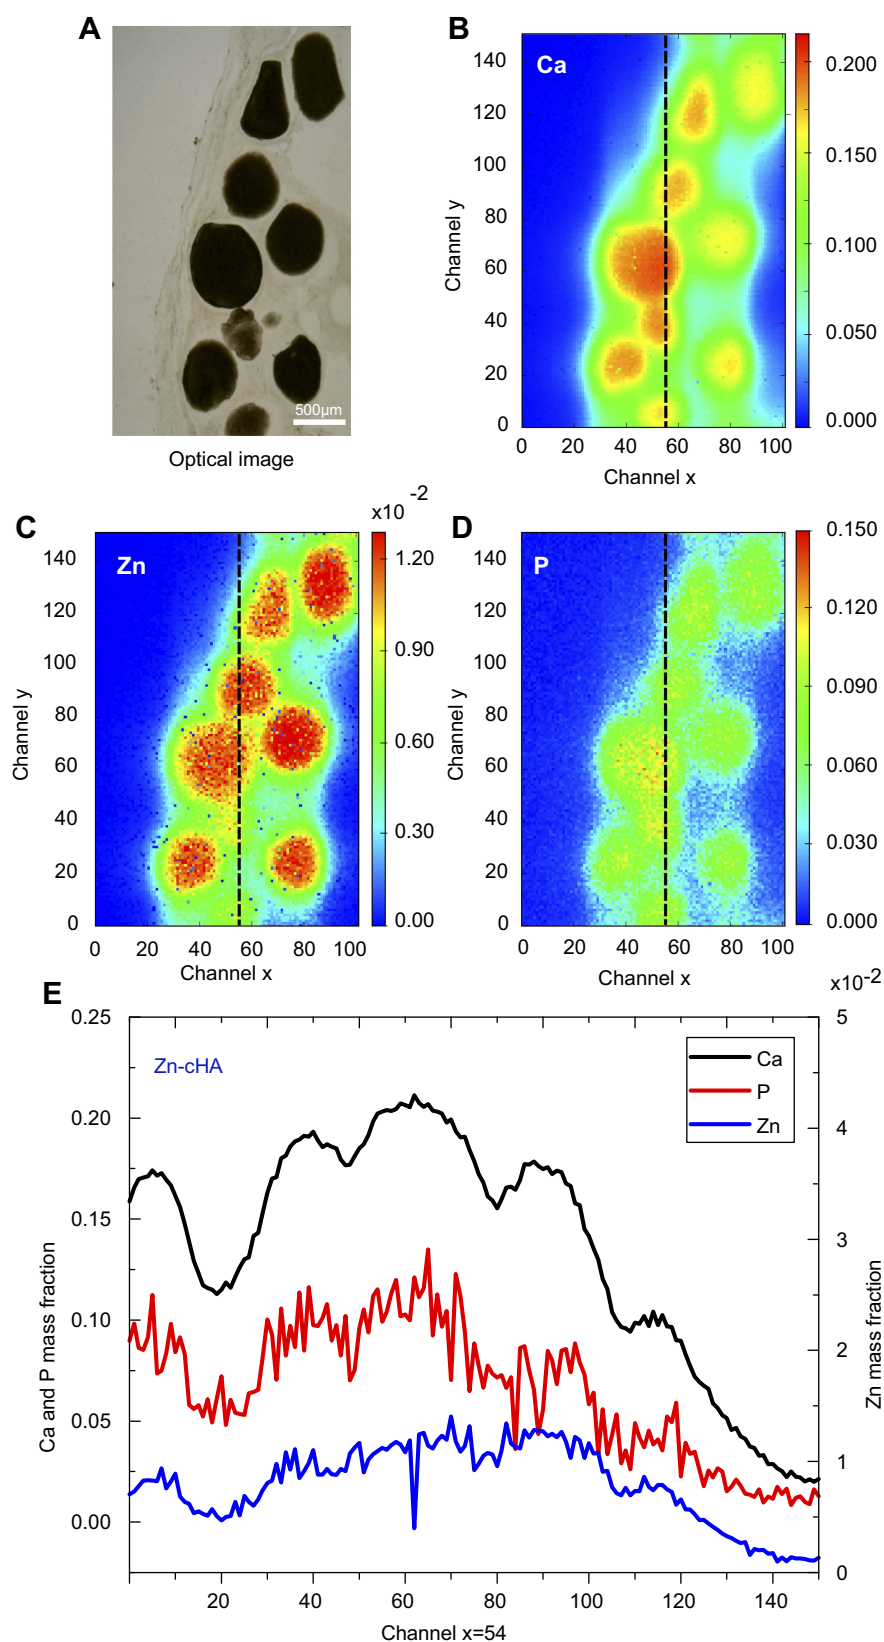 A
500µm
Optical image
B
Ca
140
120
100
80
60
40
20
0
Channel y
0 20 40 60 80 100
Channel x
0.200
0.150
0.100
0.050
0.000
C
Zn
x10 -2
140
120
100
80
60
40
20
0
Channel y
0 20 40 60 80 100
Channel x
1.20
0.90
0.60
0.30
0.00
D
P
140
120
100
80
60
40
20
0
Channel y
0 20 40 60 80 100
Channel x
0.150
0.120
0.090
0.060
0.030
0.000
E
Zn-cHA
Ca
P
Zn
0.25
0.20
0.15
0.10
0.05
0.00
Ca and P mass fraction
x10-2
5
4
3
2
1
0
Zn mass fraction
20 40 60 80 100 120 140
Channel x=54